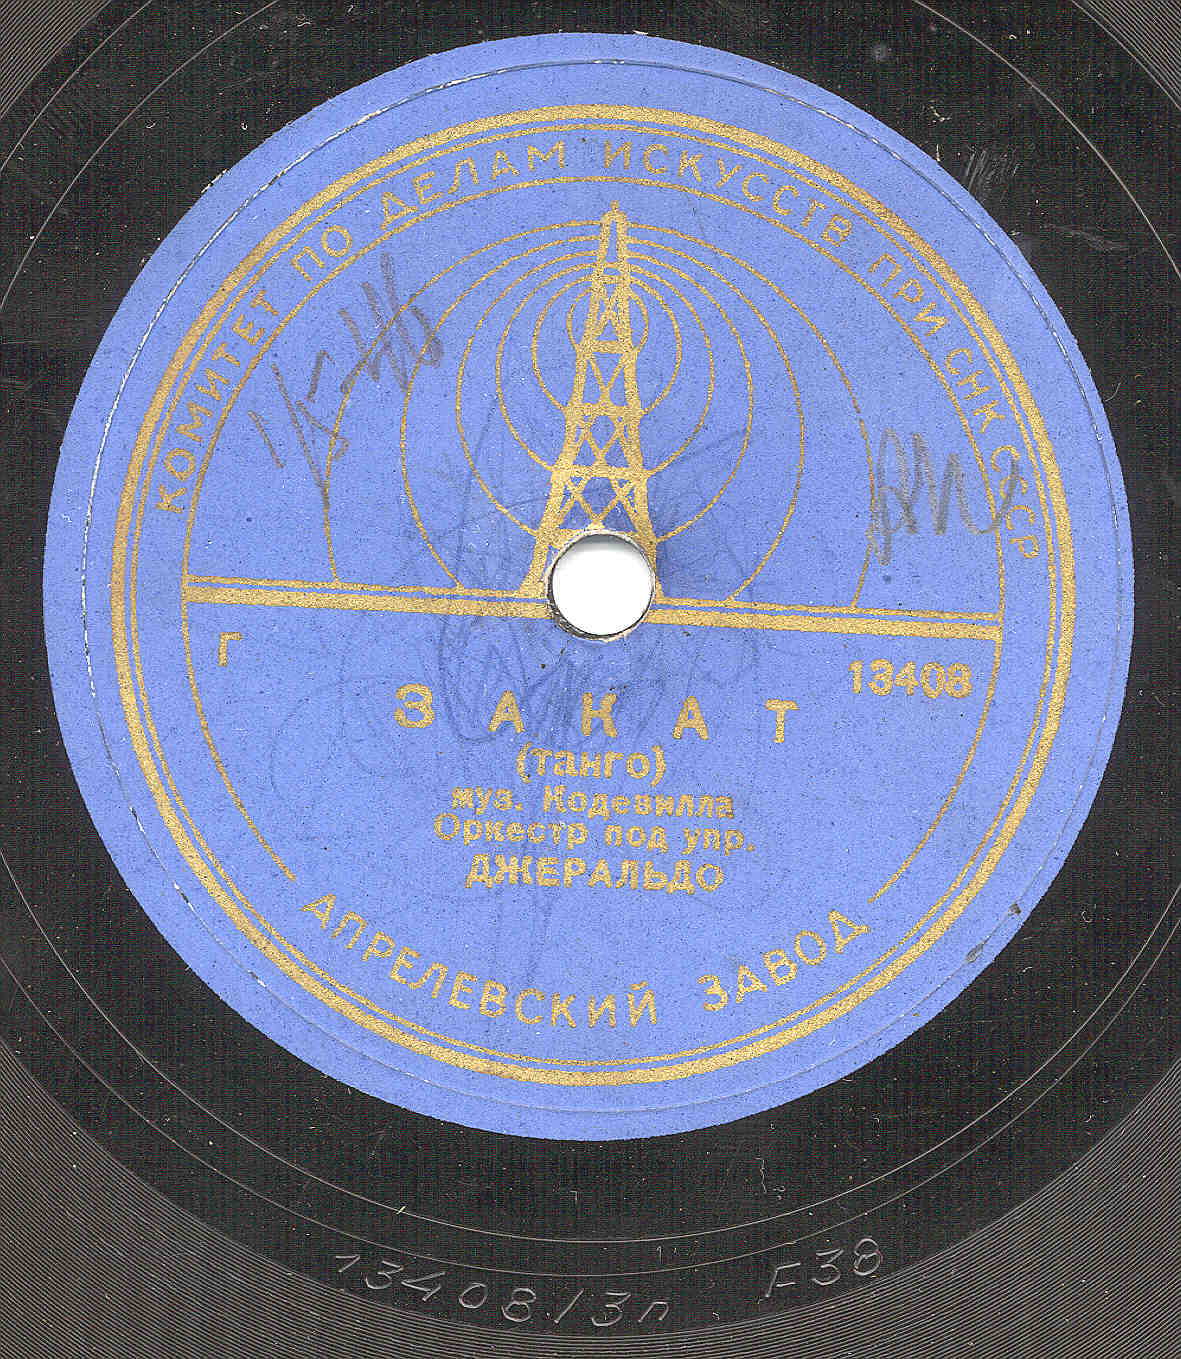 КОМИТЕТ ПО ДЕЛАМ ИСКУССТВ ПРИ СНК СССР
Г
13408
ЗАКАТ
(танго)
муз. Кодевилла
Оркестр под упр.
ДЖЕРАЛЬДО
АПРЕЛЕВСКИЙ ЗАВОД
13408/3п F38